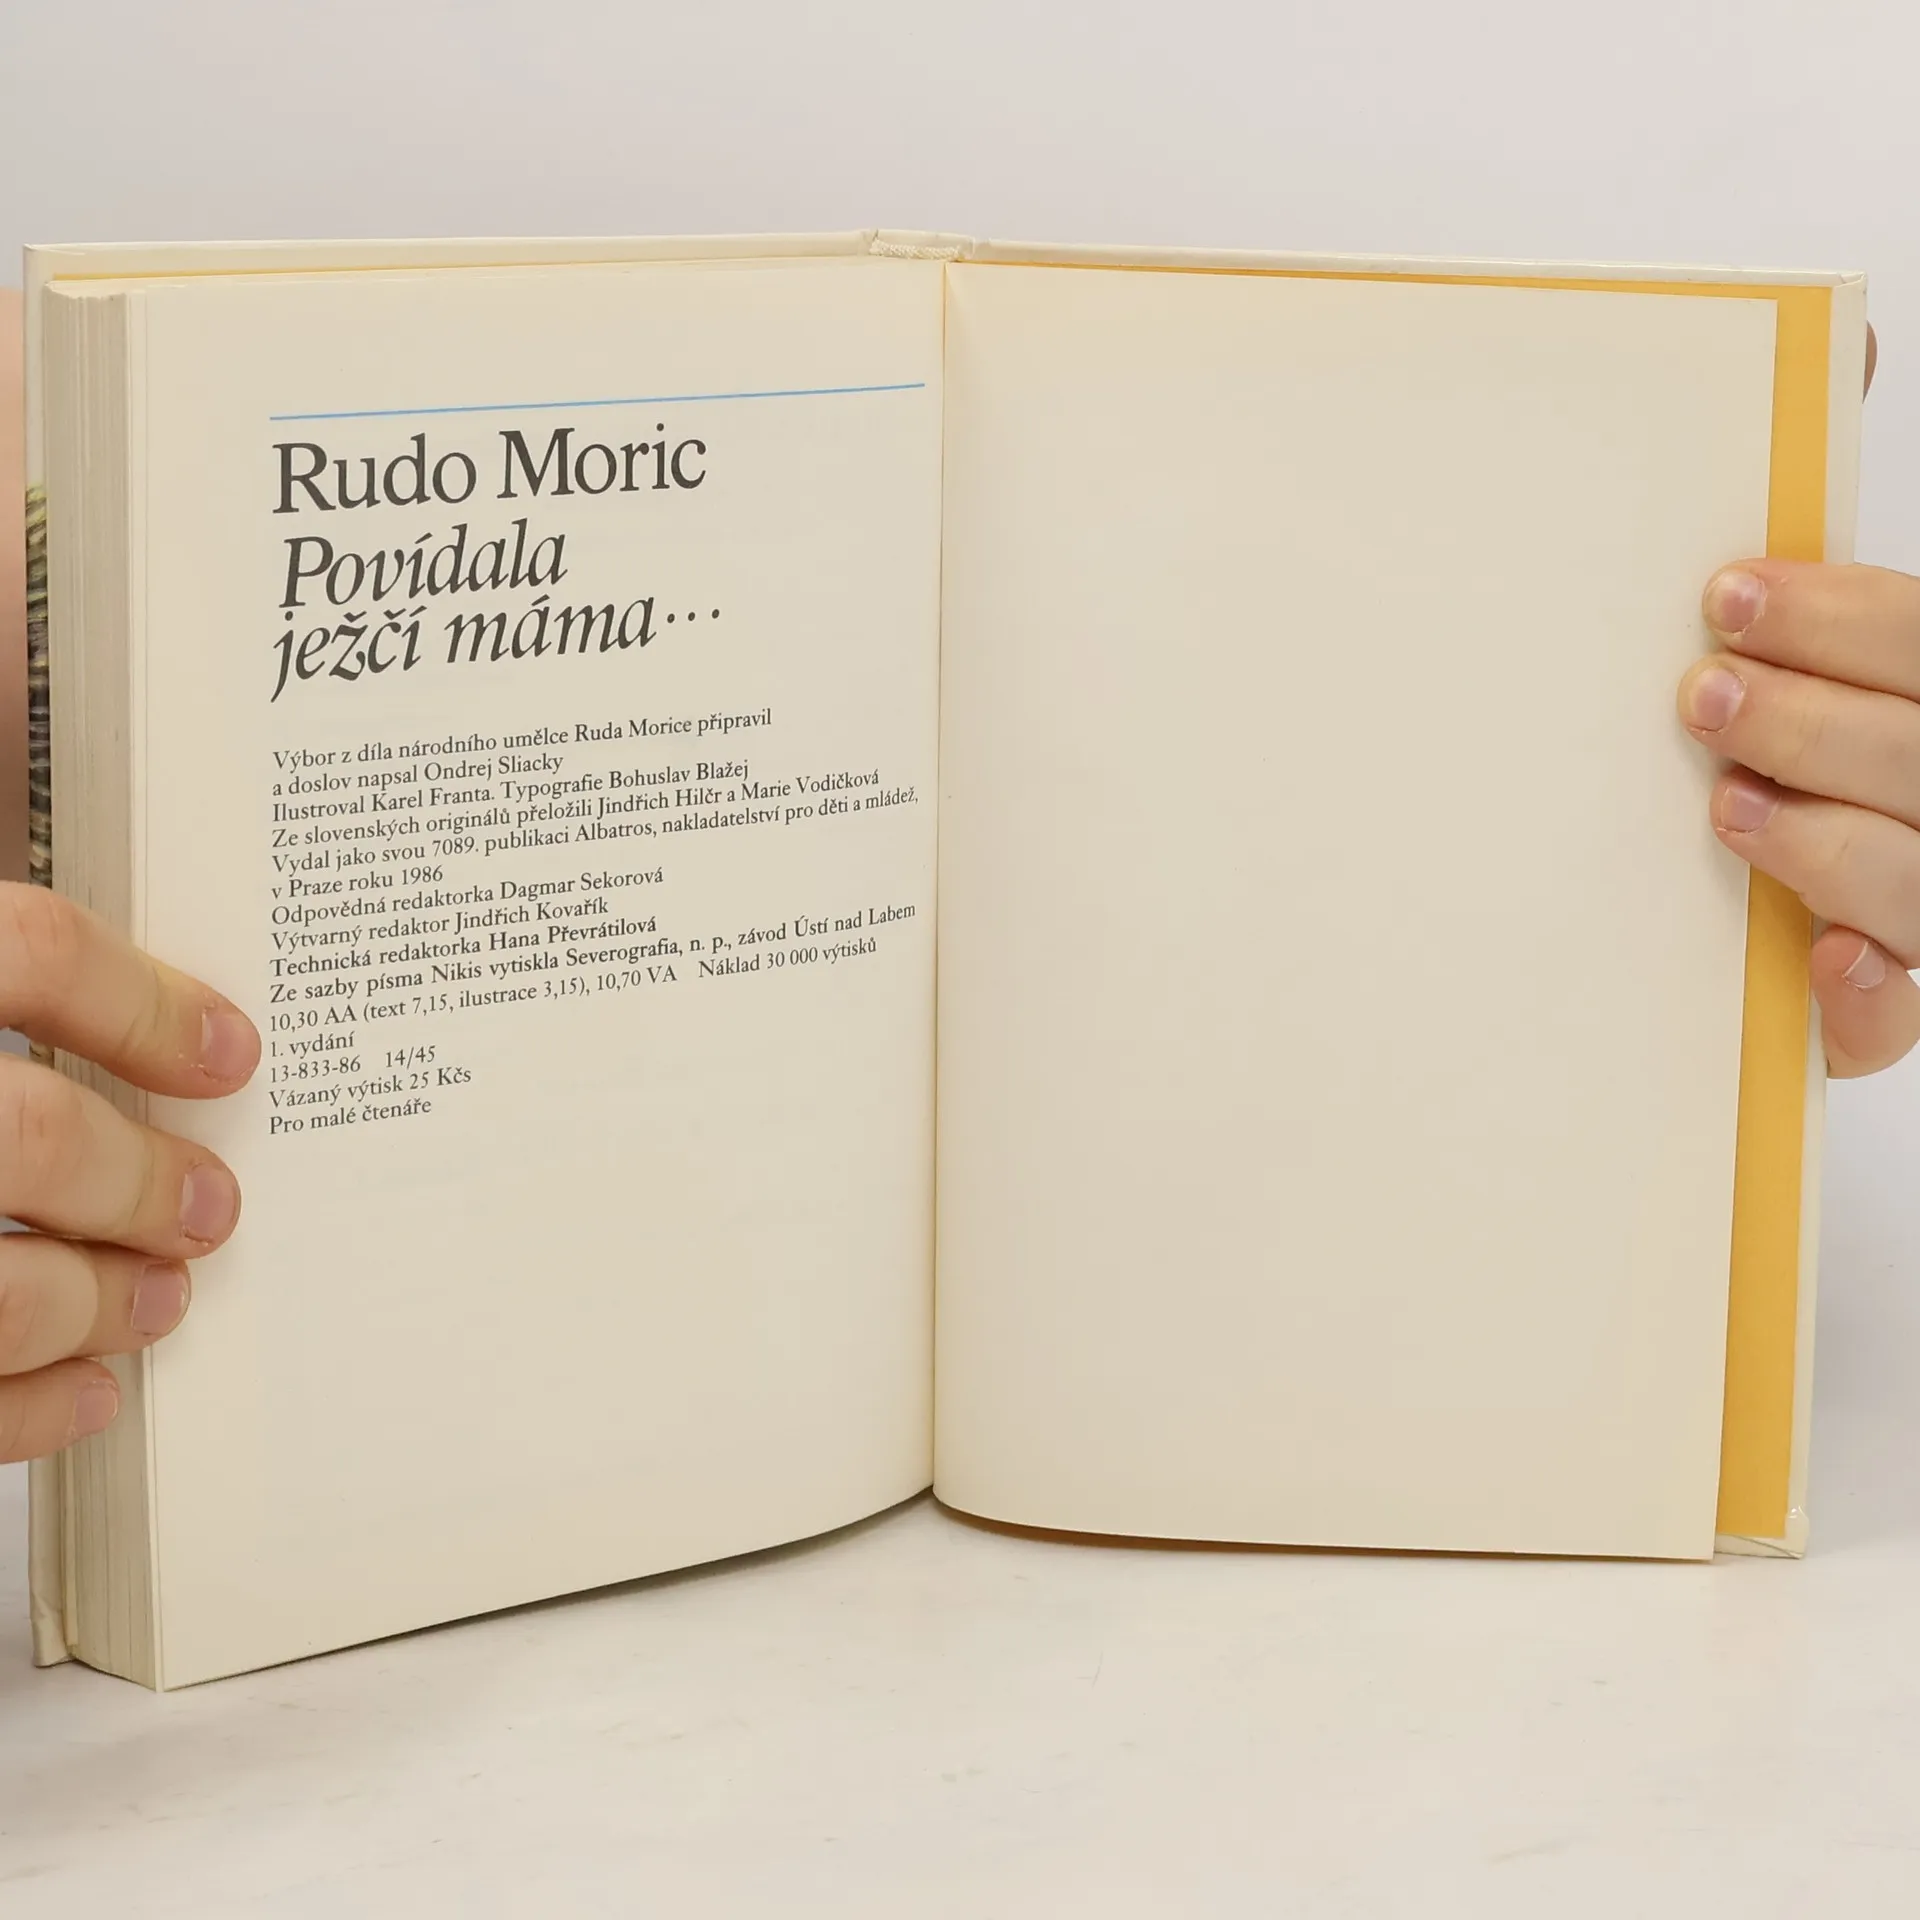 Rudo Moric
Povídala
ježčí máma...
Výbor z díla národního umělce Ruda Morice připravil
a doslov napsal Ondrej Sliacky
Ilustroval Karel Franta. Typografie Bohuslav Blažej
Ze slovenských originálů přeložili Jindřich Hilčr a Marie Vodičková
Vydal jako svou 7089. publikaci Albatros, nakladatelství pro děti a mládež,
v Praze roku 1986
Odpovědná redaktorka Dagmar Sekorová
Výtvarný redaktor Jindřich Kovařík
Technická redaktorka Hana Převrátilová
Ze sazby písma Nikis vytiskla Severografia, n. p., závod Ústí nad Labem
10,30 AA (text 7,15, ilustrace 3,15), 10,70 VA Náklad 30 000 výtisků
1. vydání
13-833-86 14/45
Vázaný výtisk 25 Kčs
Pro malé čtenáře